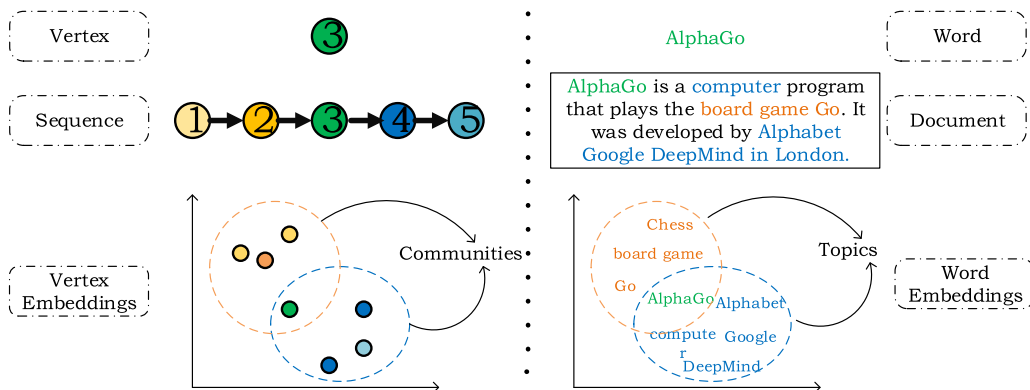 Vertex
3
AlphaGo
Word
Sequence
1 2 3 4 5
AlphaGo is a computer program
that plays the board game Go. It
was developed by Alphabet
Google DeepMind in London.
Document
Vertex
Embeddings
Communities
Chess
board game
Go
AlphaGo
Alphabet
compute
r
Google
DeepMind
Topics
Word
Embeddings